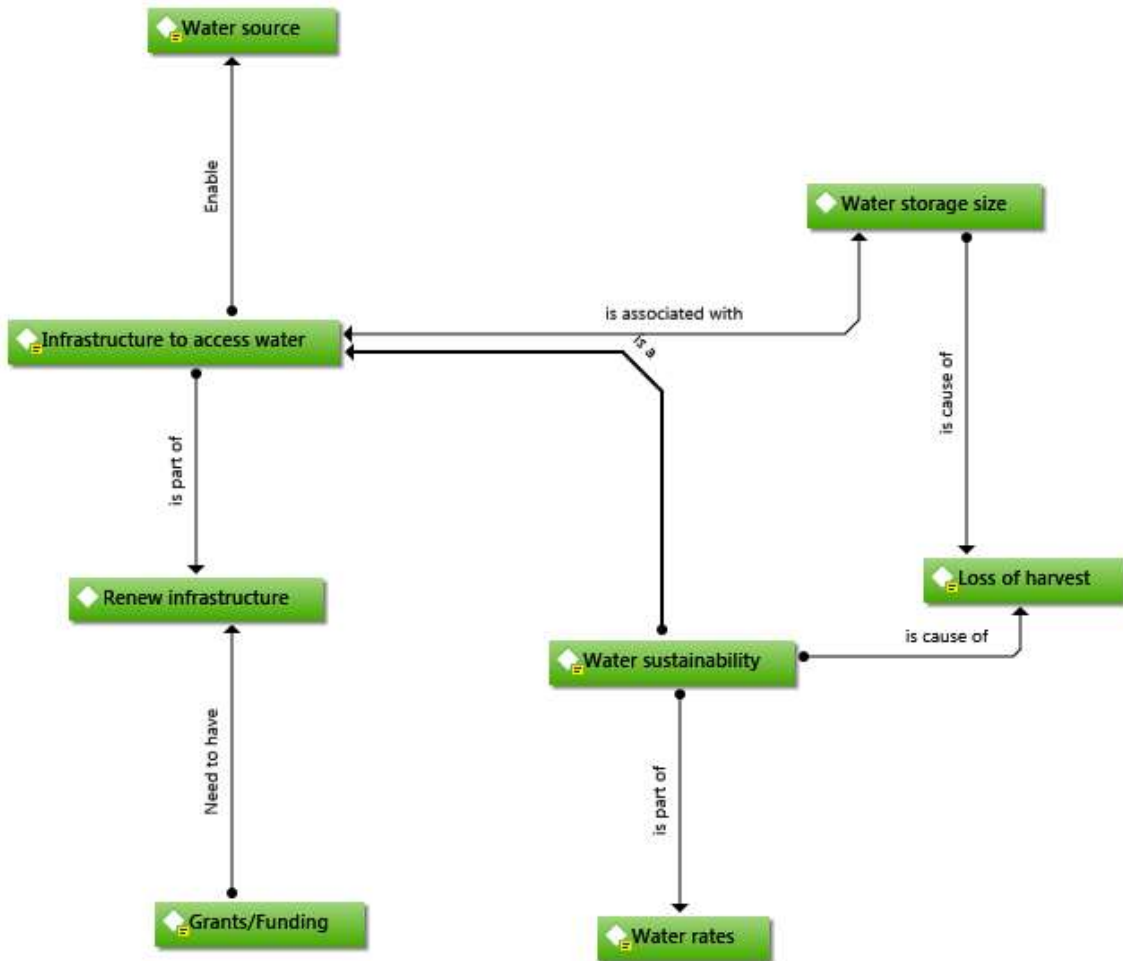 Water source
Enable
Water storage size
is associated with
Infrastructure to access water
is a
is cause of
is part of
Loss of harvest
Renew infrastructure
is cause of
Water sustainability
Need to have
is part of
Grants/Funding
Water rates